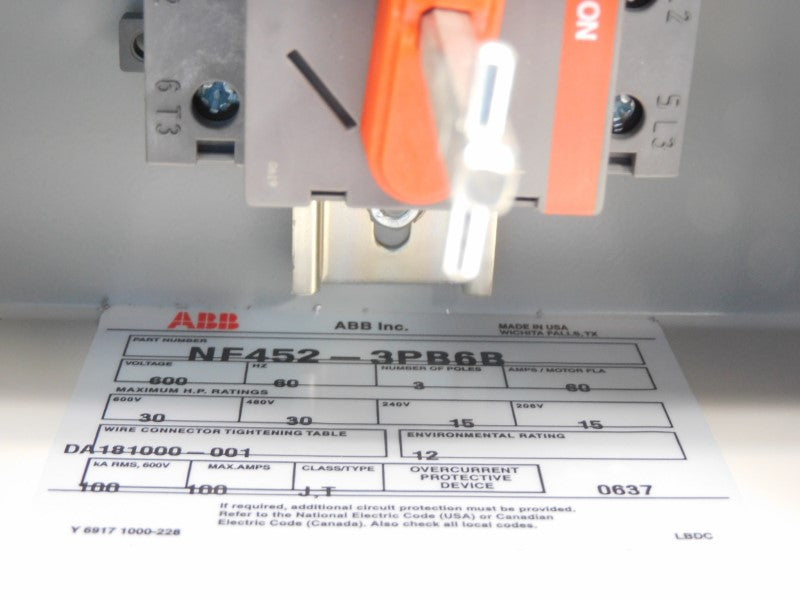 ON
2
6 T3
5 L3
ABB ABB Inc. MADE IN USA
WICHITA FALLS, TX
PART NUMBER
NF452-3PB6B
VOLTAGE HZ NUMBER OF POLES AMPS / MOTOR FLA
600 60 3 60
MAXIMUM H.P. RATINGS
600V 480V 240V 208V
30 30 15 15
WIRE CONNECTOR TIGHTENING TABLE ENVIRONMENTAL RATING
DA181000-001 12
kA RMS, 600V MAX.AMPS CLASS/TYPE OVERCURRENT
PROTECTIVE
DEVICE
100 100 J,T 0637
If required, additional circuit protection must be provided.
Refer to the National Electric Code (USA) or Canadian
Electric Code (Canada). Also check all local codes.
Y 6917 1000-228 LBDC